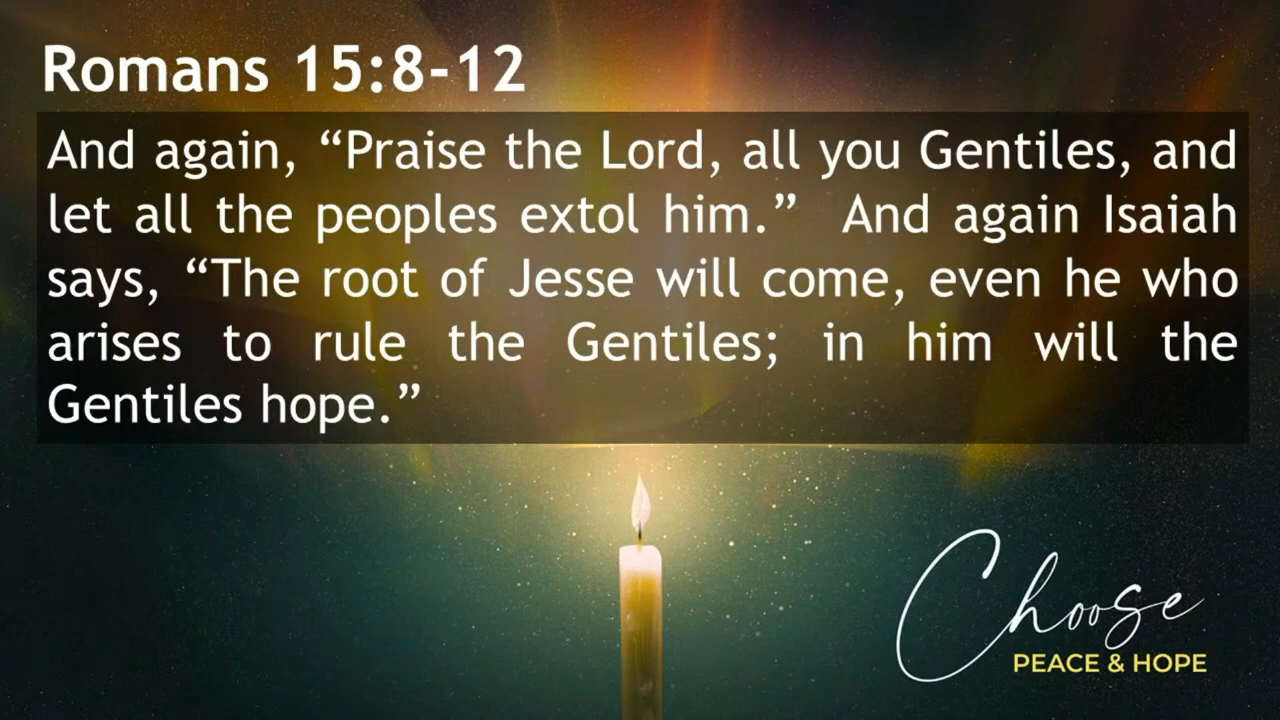 Romans 15:8-12
And again, “Praise the Lord, all you Gentiles, and
let all the peoples extol him.”  And again Isaiah
says, “The root of Jesse will come, even he who
arises to rule the Gentiles; in him will the
Gentiles hope.”
Choose
PEACE & HOPE